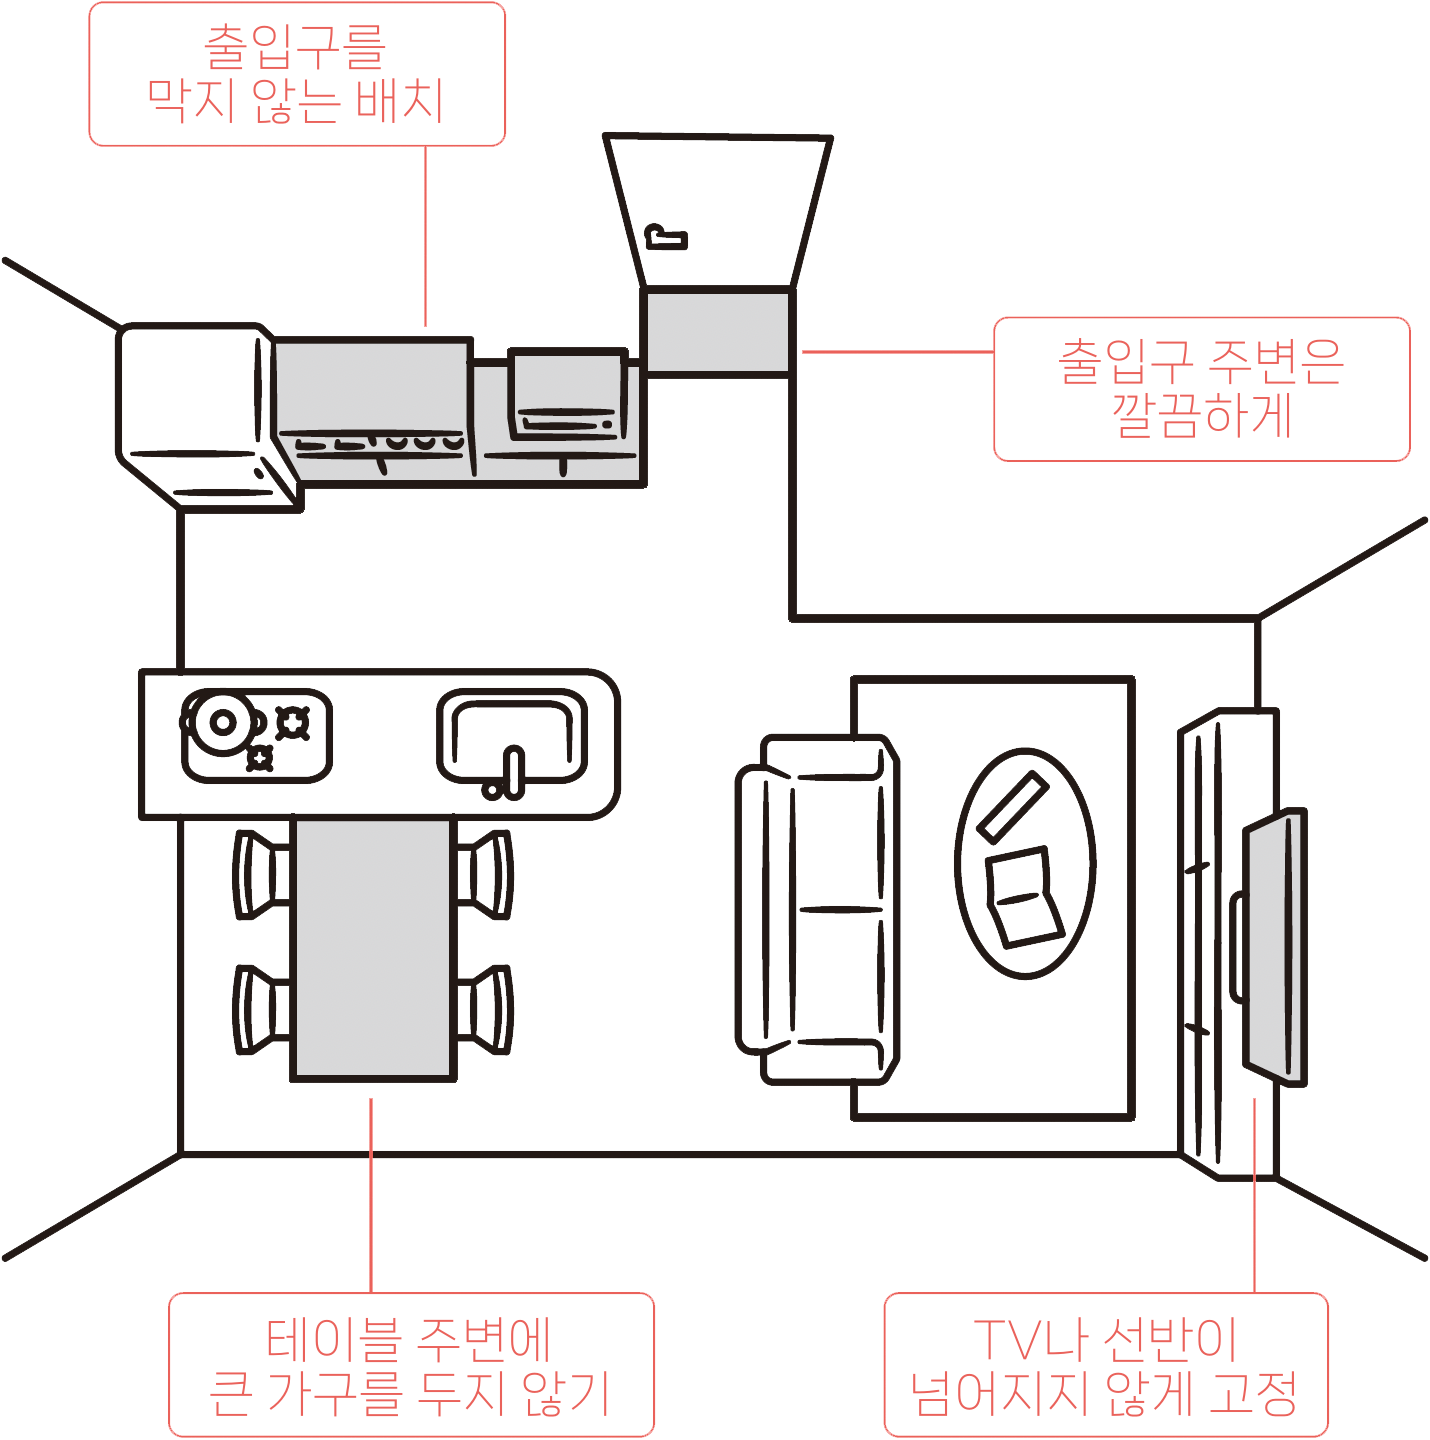 출입구를
막지 않는 배치
출입구 주변은
깔끔하게
테이블 주변에
큰 가구를 두지 않기
TV나 선반이
넘어지지 않게 고정